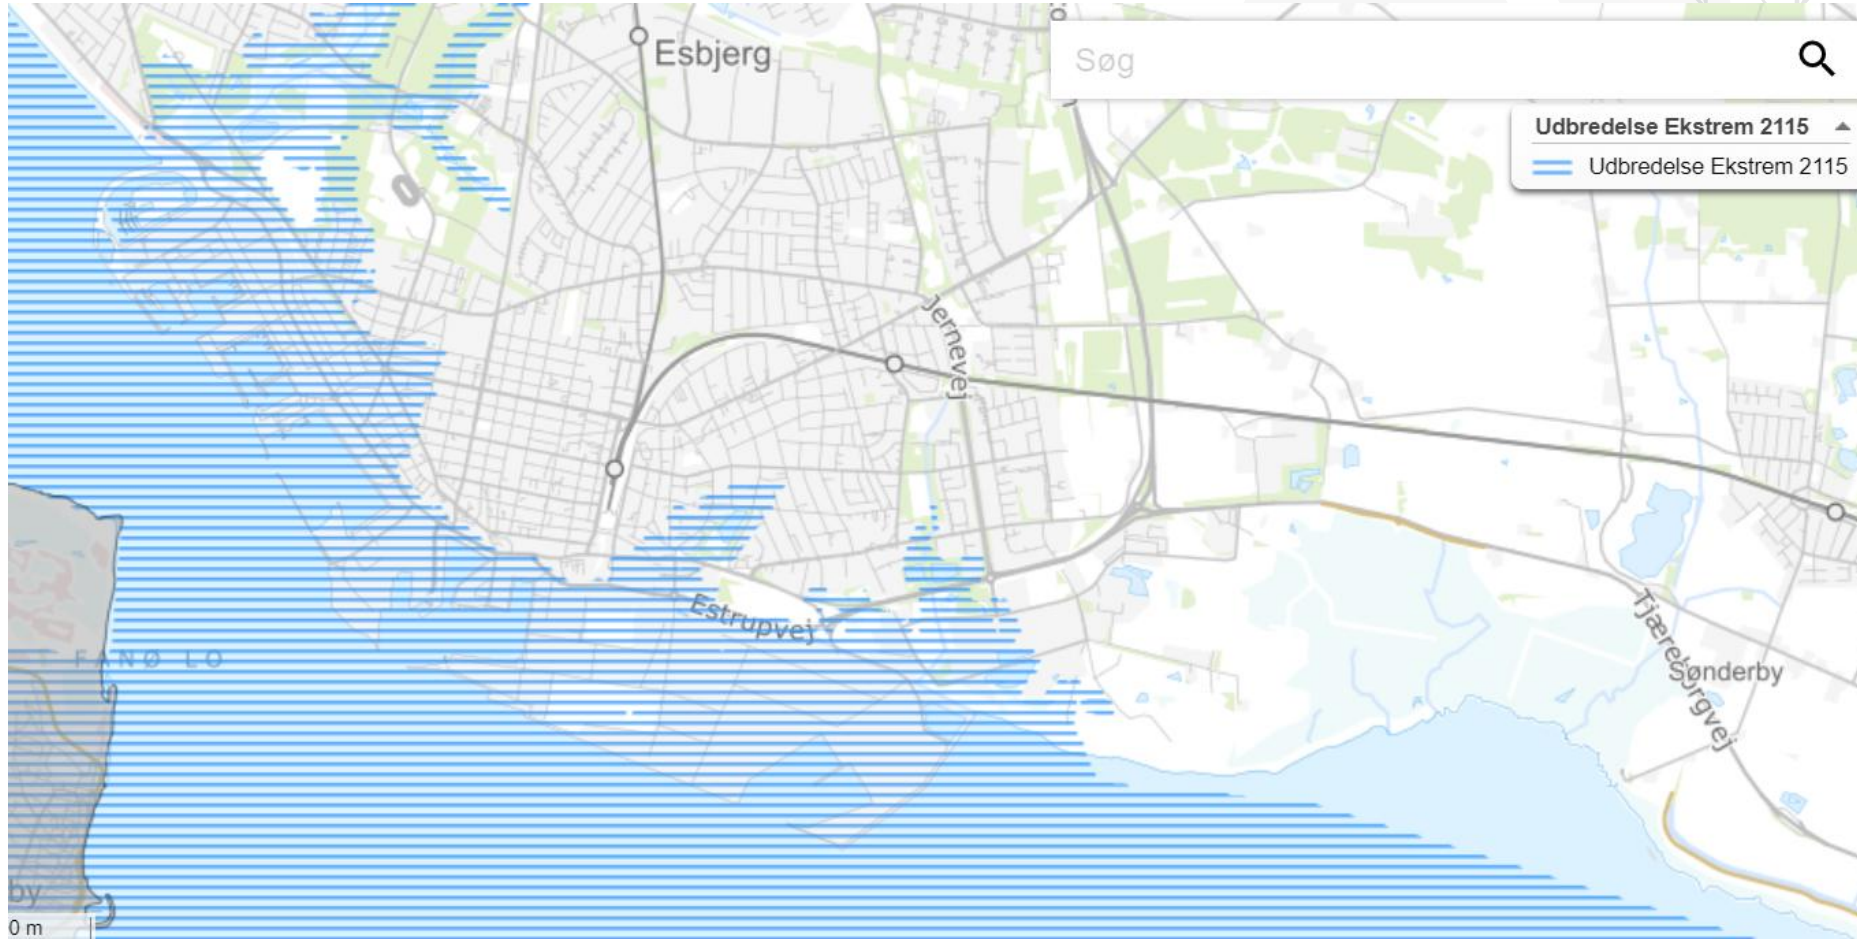 Esbjerg
Søg
Udbredelse Ekstrem 2115
Udbredelse Ekstrem 2115
Jernevej
Estrupvej
FANØ LO
Tjæreborgvej
Sønderby
by
0 m